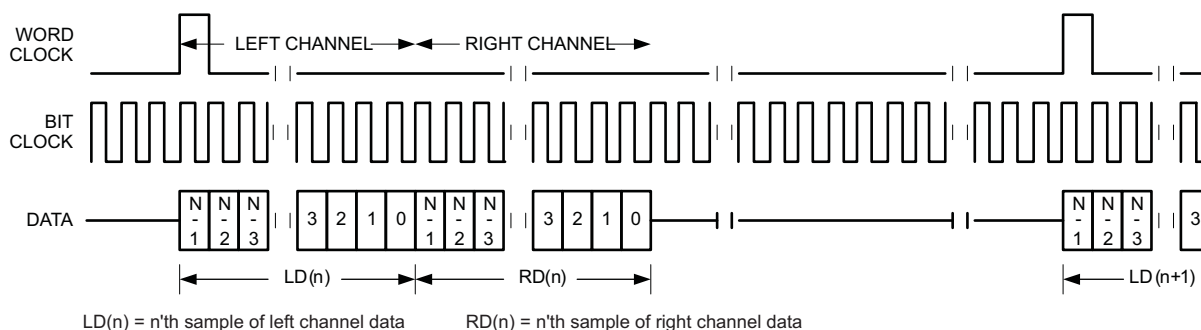 WORD
CLOCK
LEFT CHANNEL
RIGHT CHANNEL
BIT
CLOCK
DATA
N
-
1
N
-
2
N
-
3
3 2 1 0
N
-
1
N
-
2
N
-
3
3 2 1 0
N
-
1
N
-
2
N
-
3
3
LD(n)
RD(n)
LD(n+1)
LD(n) = n'th sample of left channel data
RD(n) = n'th sample of right channel data